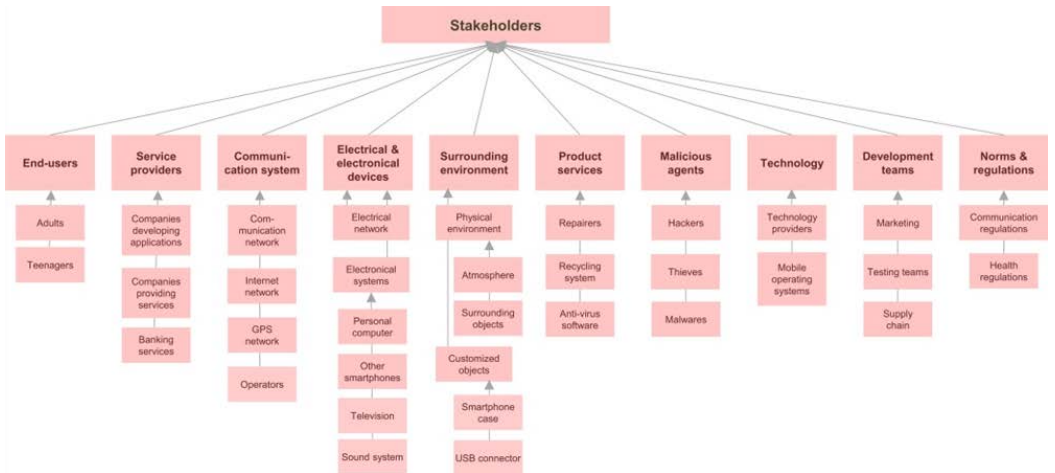 Stakeholders
End-users
Service
providers
Communi-
cation system
Electrical &
electronical
devices
Surrounding
environment
Product
services
Malicious
agents
Technology
Development
teams
Norms &
regulations
Adults
Teenagers
Companies
developing
applications
Companies
providing
services
Banking
services
Com-
munication
network
Internet
network
GPS
network
Operators
Electrical
network
Electronical
systems
Personal
computer
Other
smartphones
Television
Sound system
Physical
environment
Atmosphere
Surrounding
objects
Customized
objects
Smartphone
case
USB connector
Repairers
Recycling
system
Anti-virus
software
Hackers
Thieves
Malwares
Technology
providers
Mobile
operating
systems
Marketing
Testing teams
Supply
chain
Communication
regulations
Health
regulations